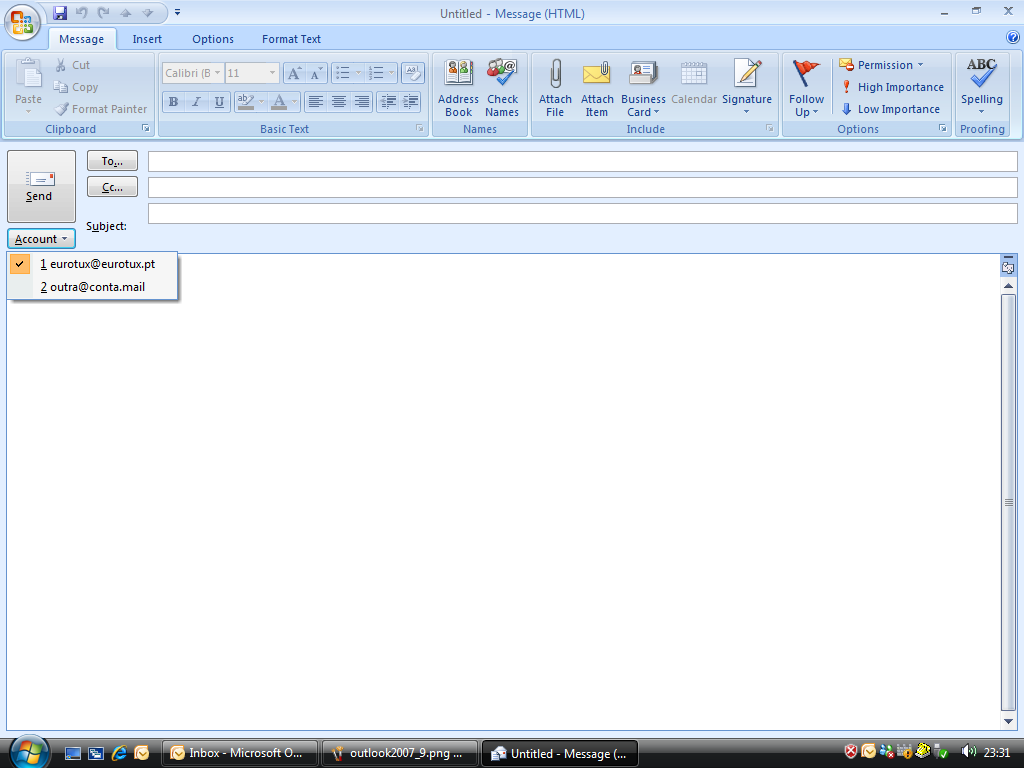 Untitled - Message (HTML)
Message Insert Options Format Text
Paste
Cut
Copy
Format Painter
Clipboard
Calibri (B 11
B I U
Basic Text
Address Book
Check Names
Names
Attach File
Attach Item
Business Card
Calendar
Signature
Include
Follow Up
Permission
High Importance
Low Importance
Options
ABC
Spelling
Proofing
Send
To...
Cc...
Subject:
Account
1 eurotux@eurotux.pt
2 outra@conta.mail
Inbox - Microsoft O...
outlook2007_9.png ...
Untitled - Message (...
23:31